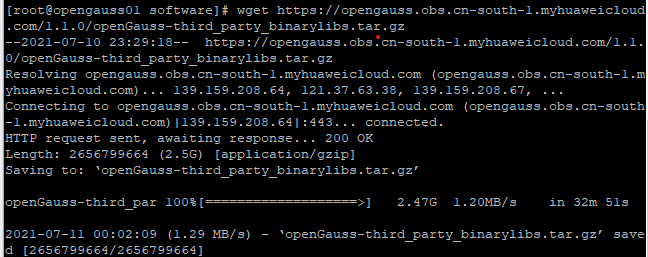 [root@opengauss01 software]# wget https://opengauss.obs.cn-south-1.myhuaweicloud
.com/1.1.0/openGauss-third_party_binarylibs.tar.gz
--2021-07-10 23:29:18--  https://opengauss.obs.cn-south-1.myhuaweicloud.com/1.1.
0/openGauss-third_party_binarylibs.tar.gz
Resolving opengauss.obs.cn-south-1.myhuaweicloud.com (opengauss.obs.cn-south-1.m
yhuaweicloud.com)... 139.159.208.64, 121.37.63.38, 139.159.208.67, ...
Connecting to opengauss.obs.cn-south-1.myhuaweicloud.com (opengauss.obs.cn-south
-1.myhuaweicloud.com)|139.159.208.64|:443... connected.
HTTP request sent, awaiting response... 200 OK
Length: 2656799664 (2.5G) [application/gzip]
Saving to: ‘openGauss-third_party_binarylibs.tar.gz’
openGauss-third_par 100%[===================>]   2.47G  1.20MB/s    in 32m 51s
2021-07-11 00:02:09 (1.29 MB/s) - ‘openGauss-third_party_binarylibs.tar.gz’ save
d [2656799664/2656799664]